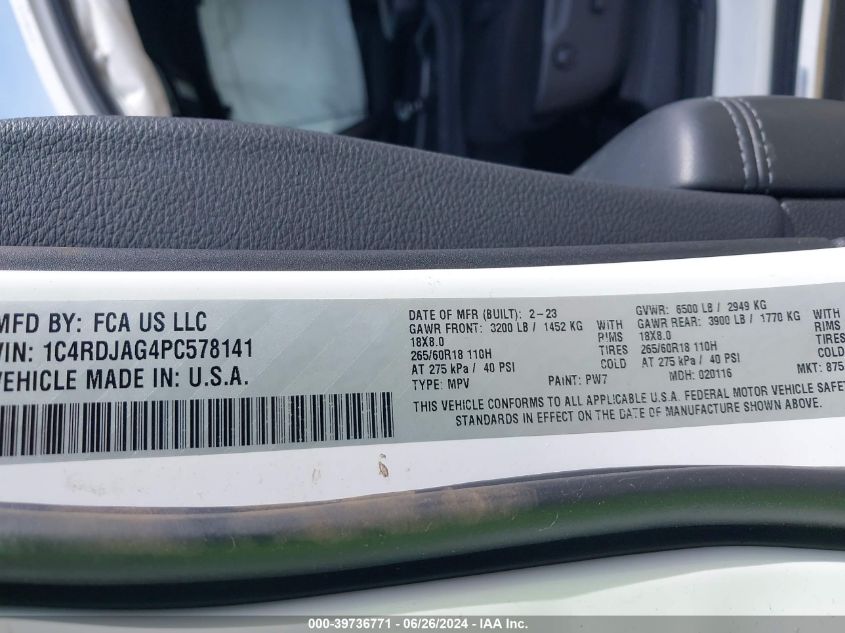 MFD BY: FCA US LLC
VIN: 1C4RDJAG4PC578141
VEHICLE MADE IN: U.S.A.
DATE OF MFR (BUILT): 2-23
GVWR: 6500 LB / 2949 KG
GAWR FRONT: 3200 LB / 1452 KG WITH
GAWR REAR: 3900 LB / 1770 KG WITH
18X8.0 RIMS
18X8.0 RIMS
265/60R18 110H TIRES
265/60R18 110H TIRES
AT 275 kPa / 40 PSI COLD
AT 275 kPa / 40 PSI COLD
TYPE: MPV PAINT: PW7 MDH: 020116 MKT: 875
THIS VEHICLE CONFORMS TO ALL APPLICABLE U.S.A. FEDERAL MOTOR VEHICLE SAFET
STANDARDS IN EFFECT ON THE DATE OF MANUFACTURE SHOWN ABOVE.
000-39736771 - 06/26/2024 - IAA Inc.